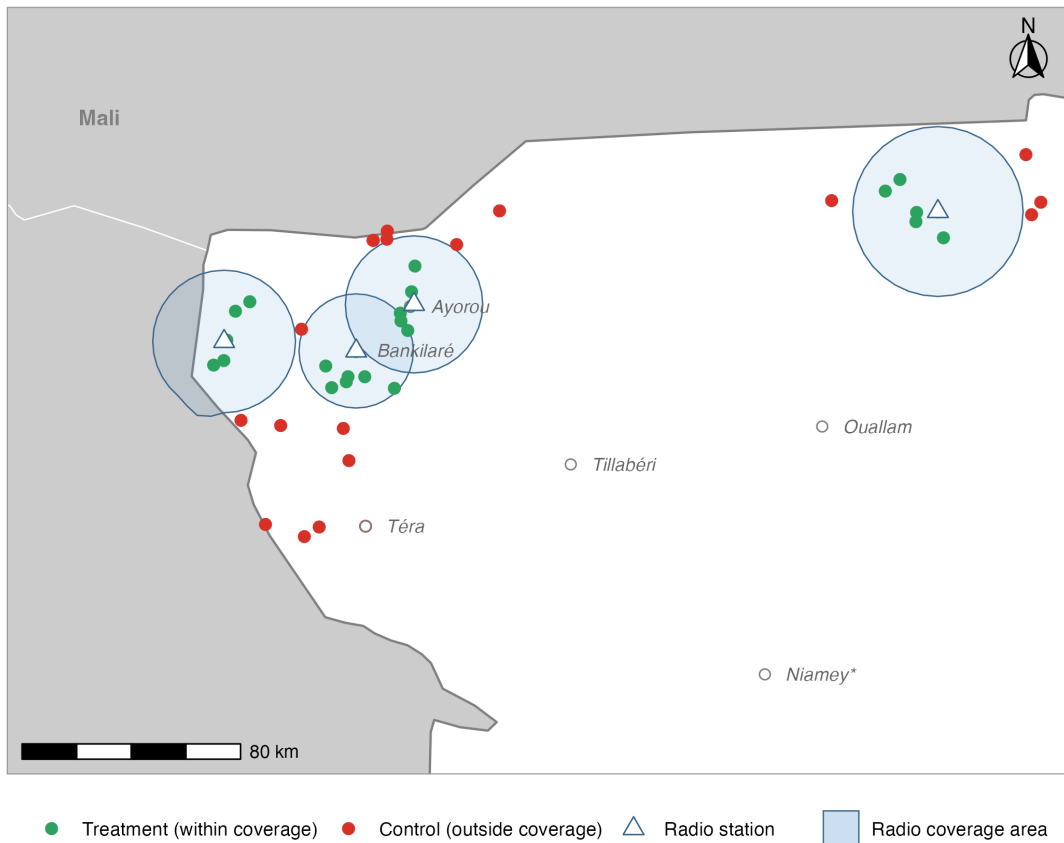 N
Mali
Ayorou
Bankilaré
Ouallam
Tillabéri
Téra
Niamey*
80 km
Treatment (within coverage)
Control (outside coverage)
Radio station
Radio coverage area